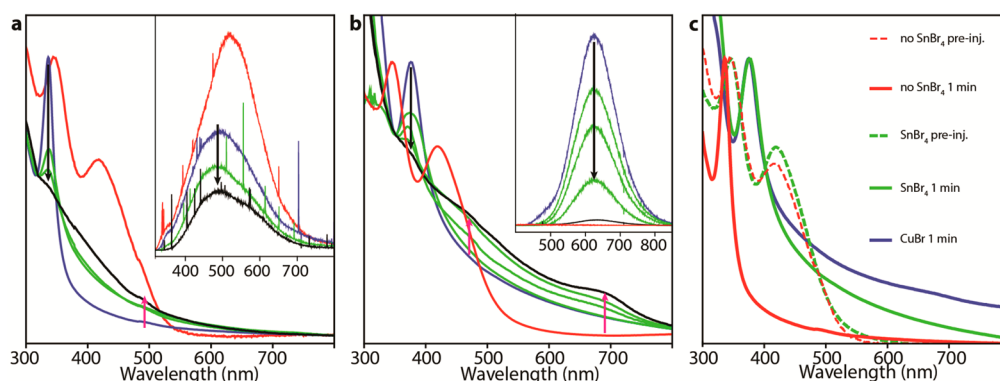 a
400 500 600 700
300 400 500 600 700
Wavelength (nm)
b
500 600 700 800
300 400 500 600 700
Wavelength (nm)
c
no SnBr4 pre-inj.
no SnBr4 1 min
SnBr4 pre-inj.
SnBr4 1 min
CuBr 1 min
300 400 500 600 700
Wavelength (nm)